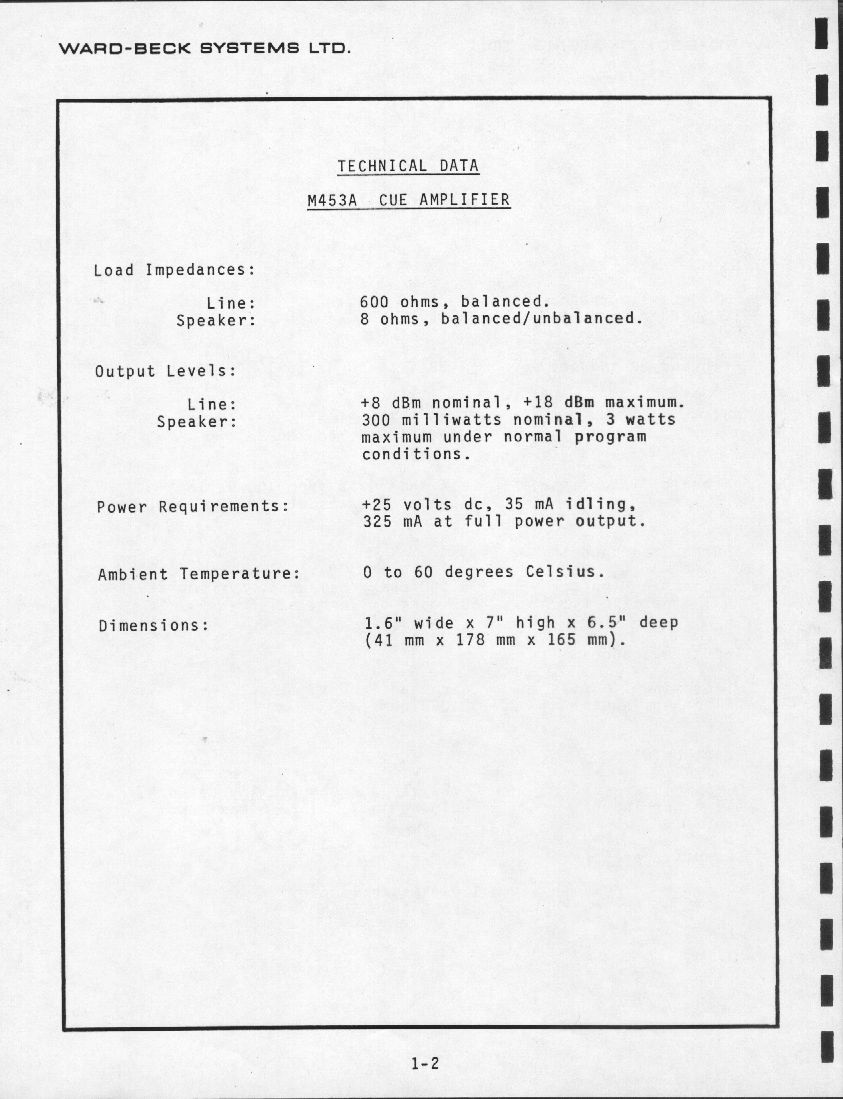 WARD-BECK SYSTEMS LTD.
TECHNICAL DATA
M453A CUE AMPLIFIER
Load Impedances:
Line: 600 ohms, balanced.
Speaker: 8 ohms, balanced/unbalanced.
Output Levels:
Line: +8 dBm nominal, +18 dBm maximum.
Speaker: 300 milliwatts nominal, 3 watts
maximum under normal program
conditions.
Power Requirements: +25 volts dc, 35 mA idling,
325 mA at full power output.
Ambient Temperature: 0 to 60 degrees Celsius.
Dimensions: 1.6" wide x 7" high x 6.5" deep
(41 mm x 178 mm x 165 mm).
1-2